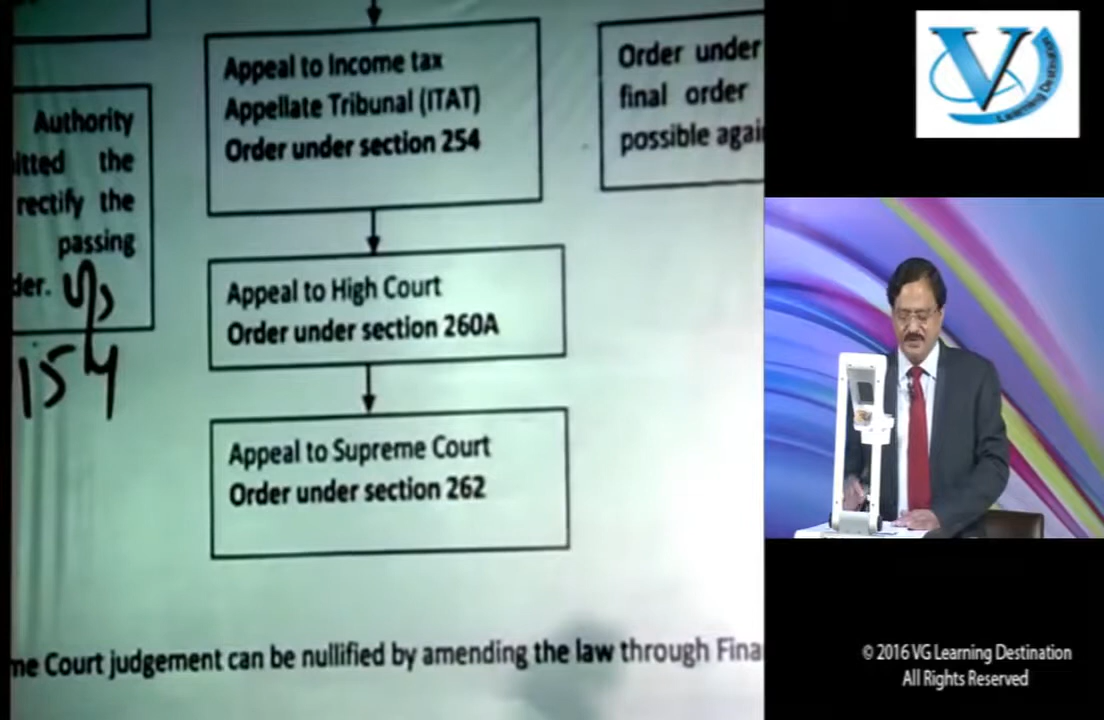 Authority
itted the
rectify the
passing
der. u/s
154
Appeal to Income tax
Appellate Tribunal (ITAT)
Order under section 254
Order under
final order
possible agai
Appeal to High Court
Order under section 260A
Appeal to Supreme Court
Order under section 262
me Court judgement can be nullified by amending the law through Fina
V
Learning Destination
© 2016 VG Learning Destination
All Rights Reserved